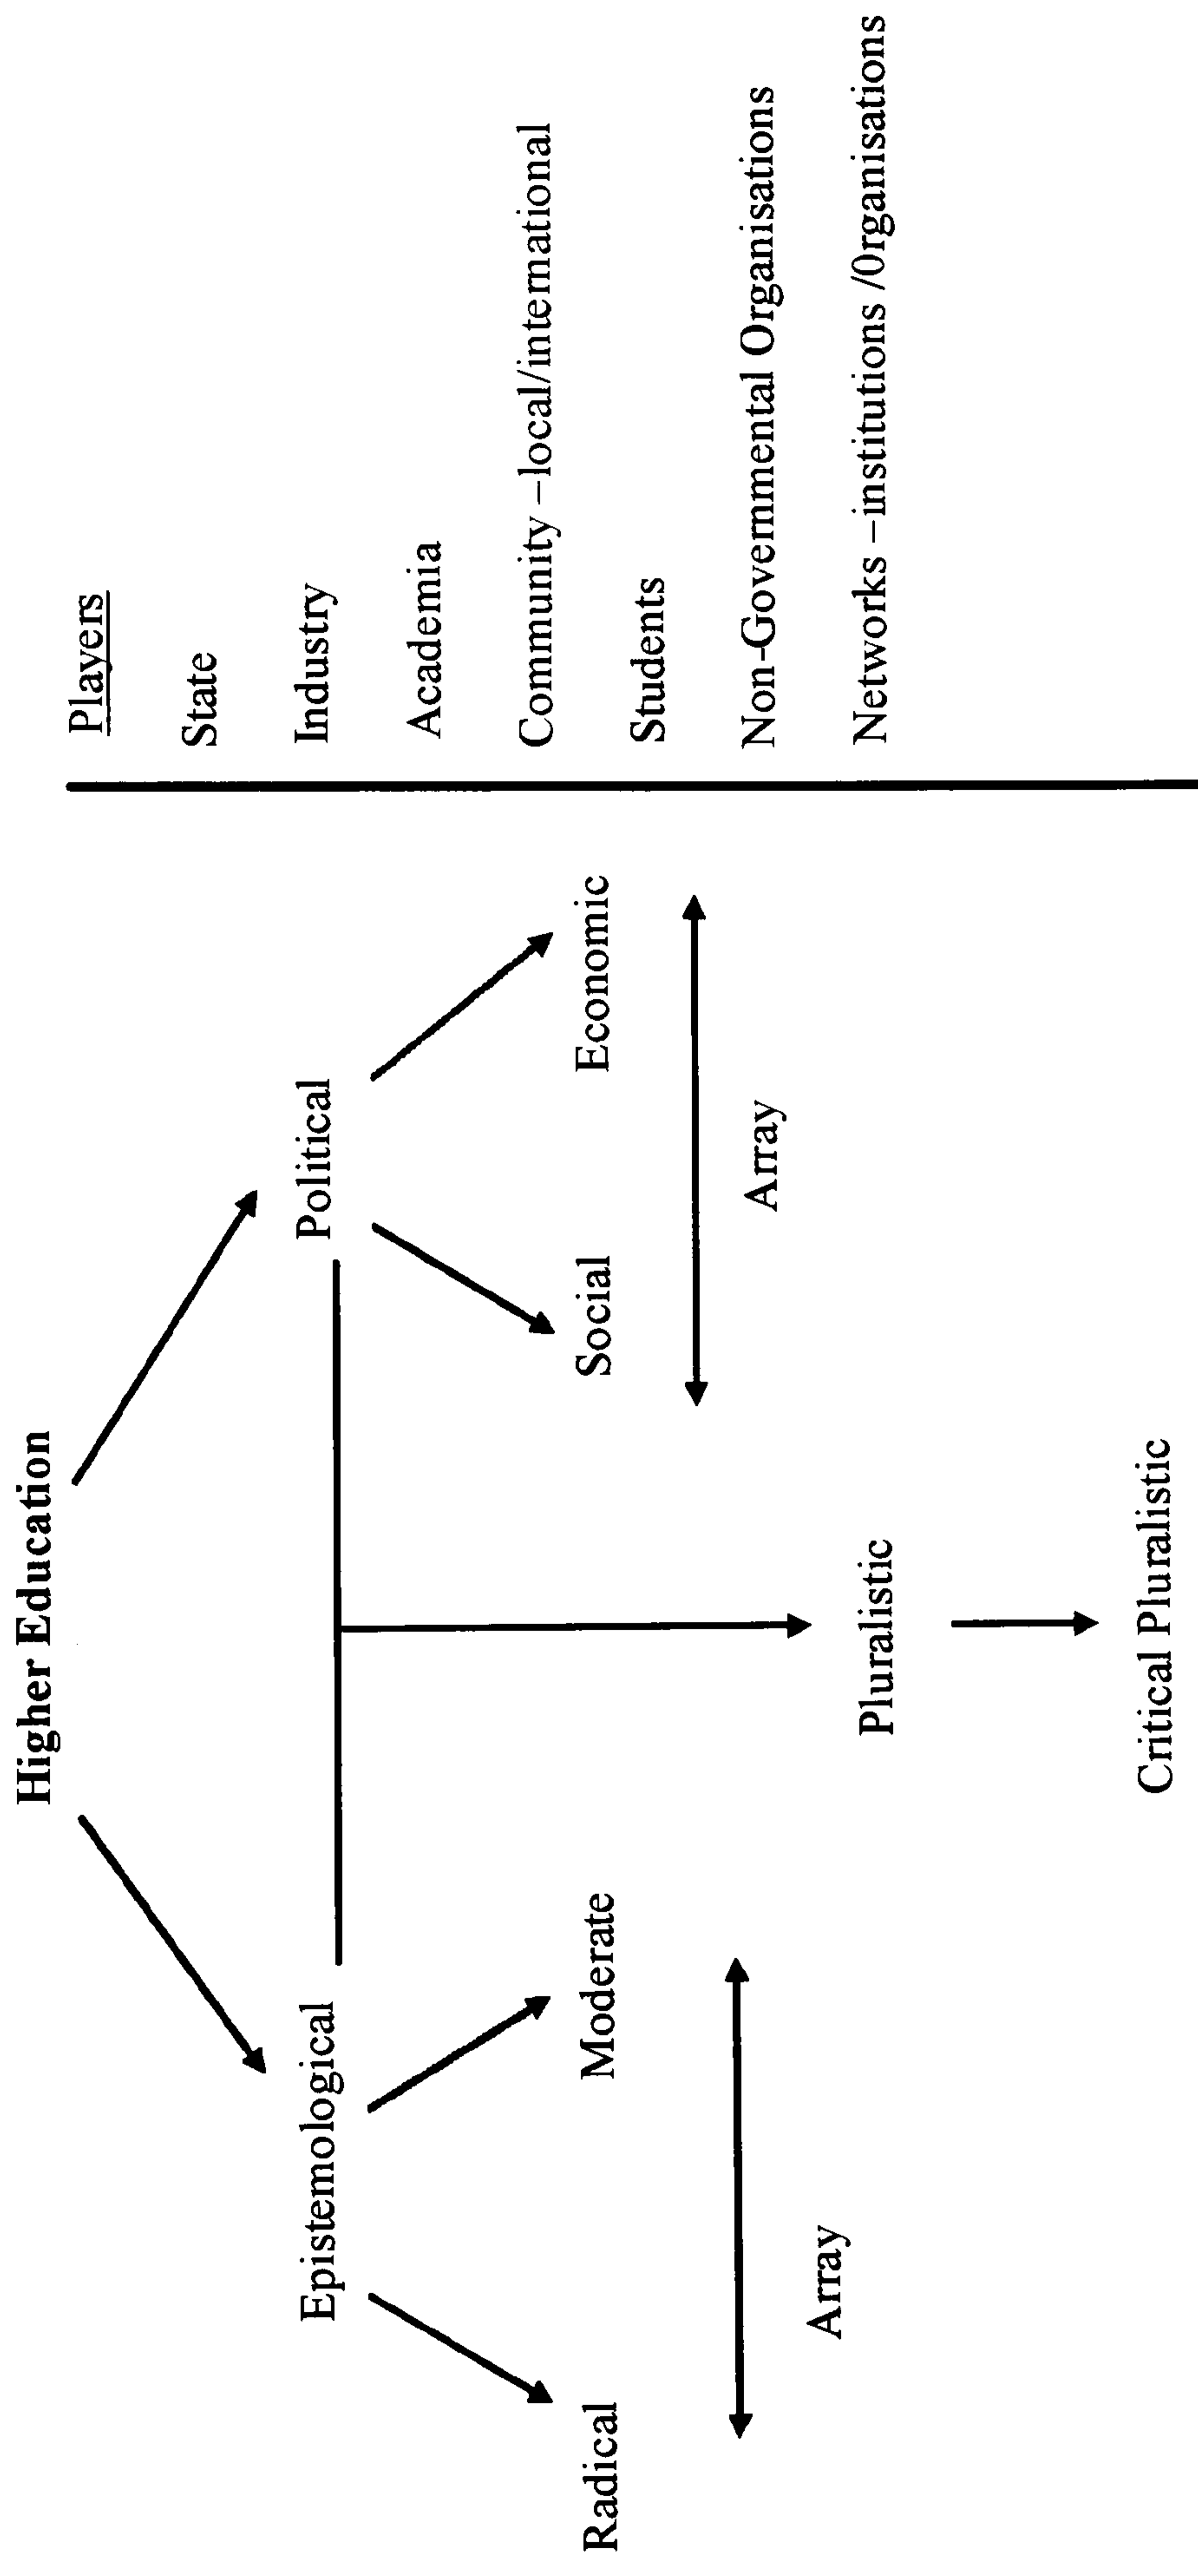 Higher Education
Epistemological
Political
Radical
Moderate
Social
Economic
Array
Array
Pluralistic
Critical Pluralistic
Players
State
Industry
Academia
Community –local/international
Students
Non-Governmental Organisations
Networks –institutions /0rganisations